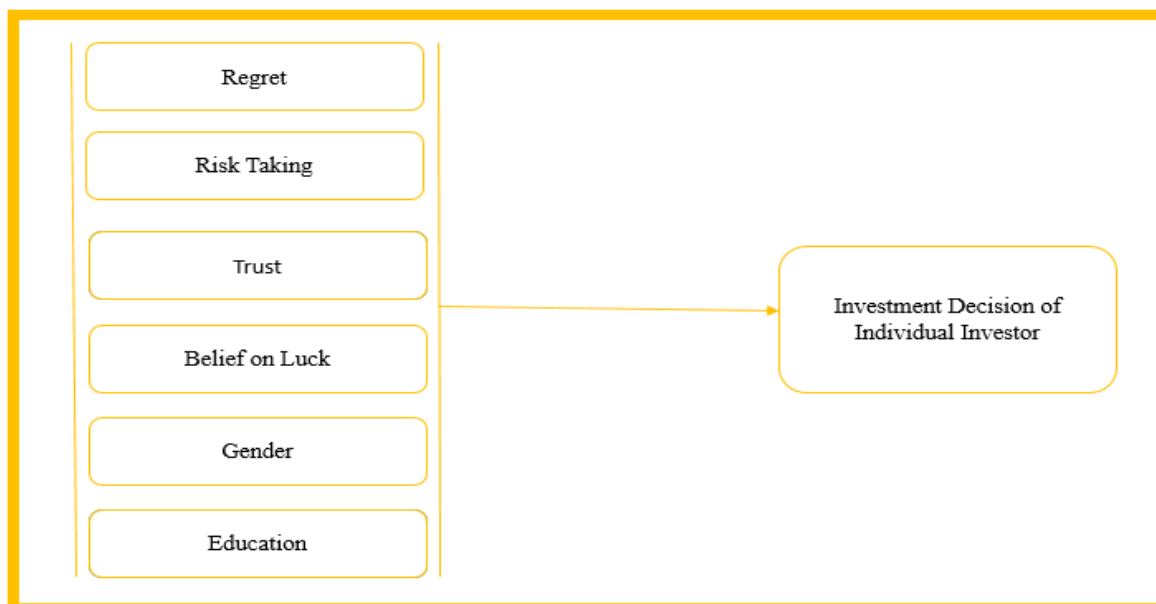 Regret
Risk Taking
Trust
Belief on Luck
Gender
Education
Investment Decision of
Individual Investor